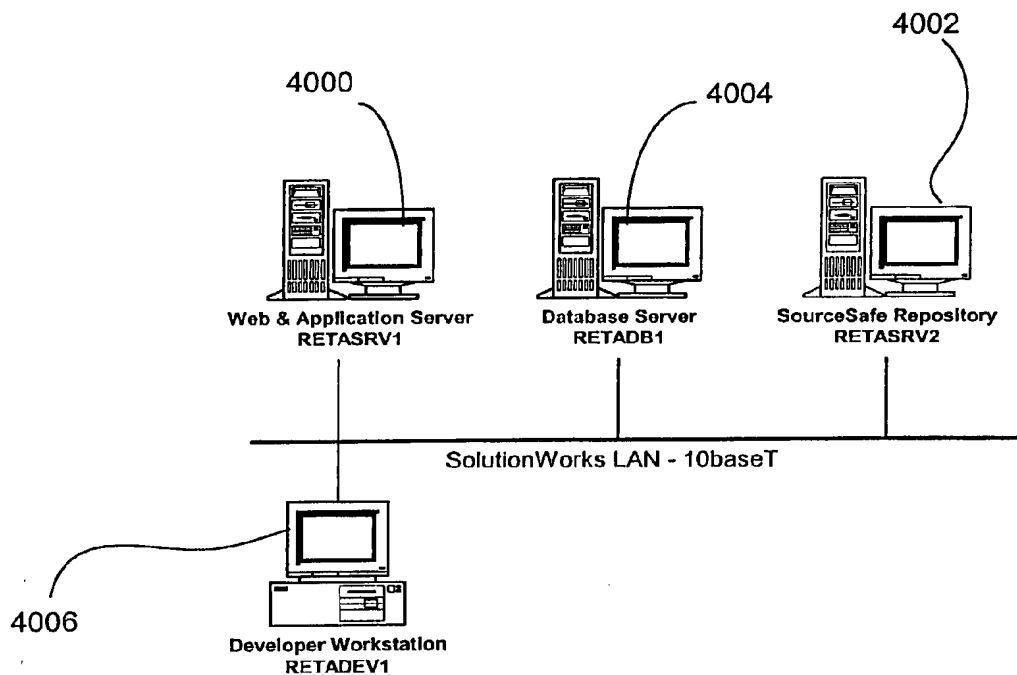 4002
4000
4004
Web & Application Server
RETASRV1
Database Server
RETADB1
SourceSafe Repository
RETASRV2
SolutionWorks LAN - 10baseT
4006
Developer Workstation
RETADEV1